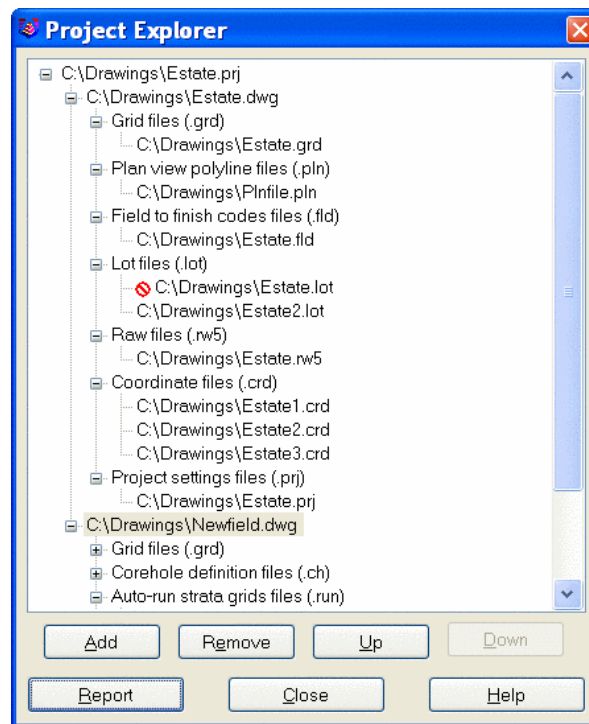 Project Explorer
C:\Drawings\Estate.prj
C:\Drawings\Estate.dwg
Grid files (.grd)
C:\Drawings\Estate.grd
Plan view polyline files (.pln)
C:\Drawings\Plnfile.pln
Field to finish codes files (.fld)
C:\Drawings\Estate.fld
Lot files (.lot)
C:\Drawings\Estate.lot
C:\Drawings\Estate2.lot
Raw files (.rw5)
C:\Drawings\Estate.rw5
Coordinate files (.crd)
C:\Drawings\Estate1.crd
C:\Drawings\Estate2.crd
C:\Drawings\Estate3.crd
Project settings files (.prj)
C:\Drawings\Estate.prj
C:\Drawings\Newfield.dwg
Grid files (.grd)
Corehole definition files (.ch)
Auto-run strata grids files (.run)
Add Remove Up Down
Report Close Help